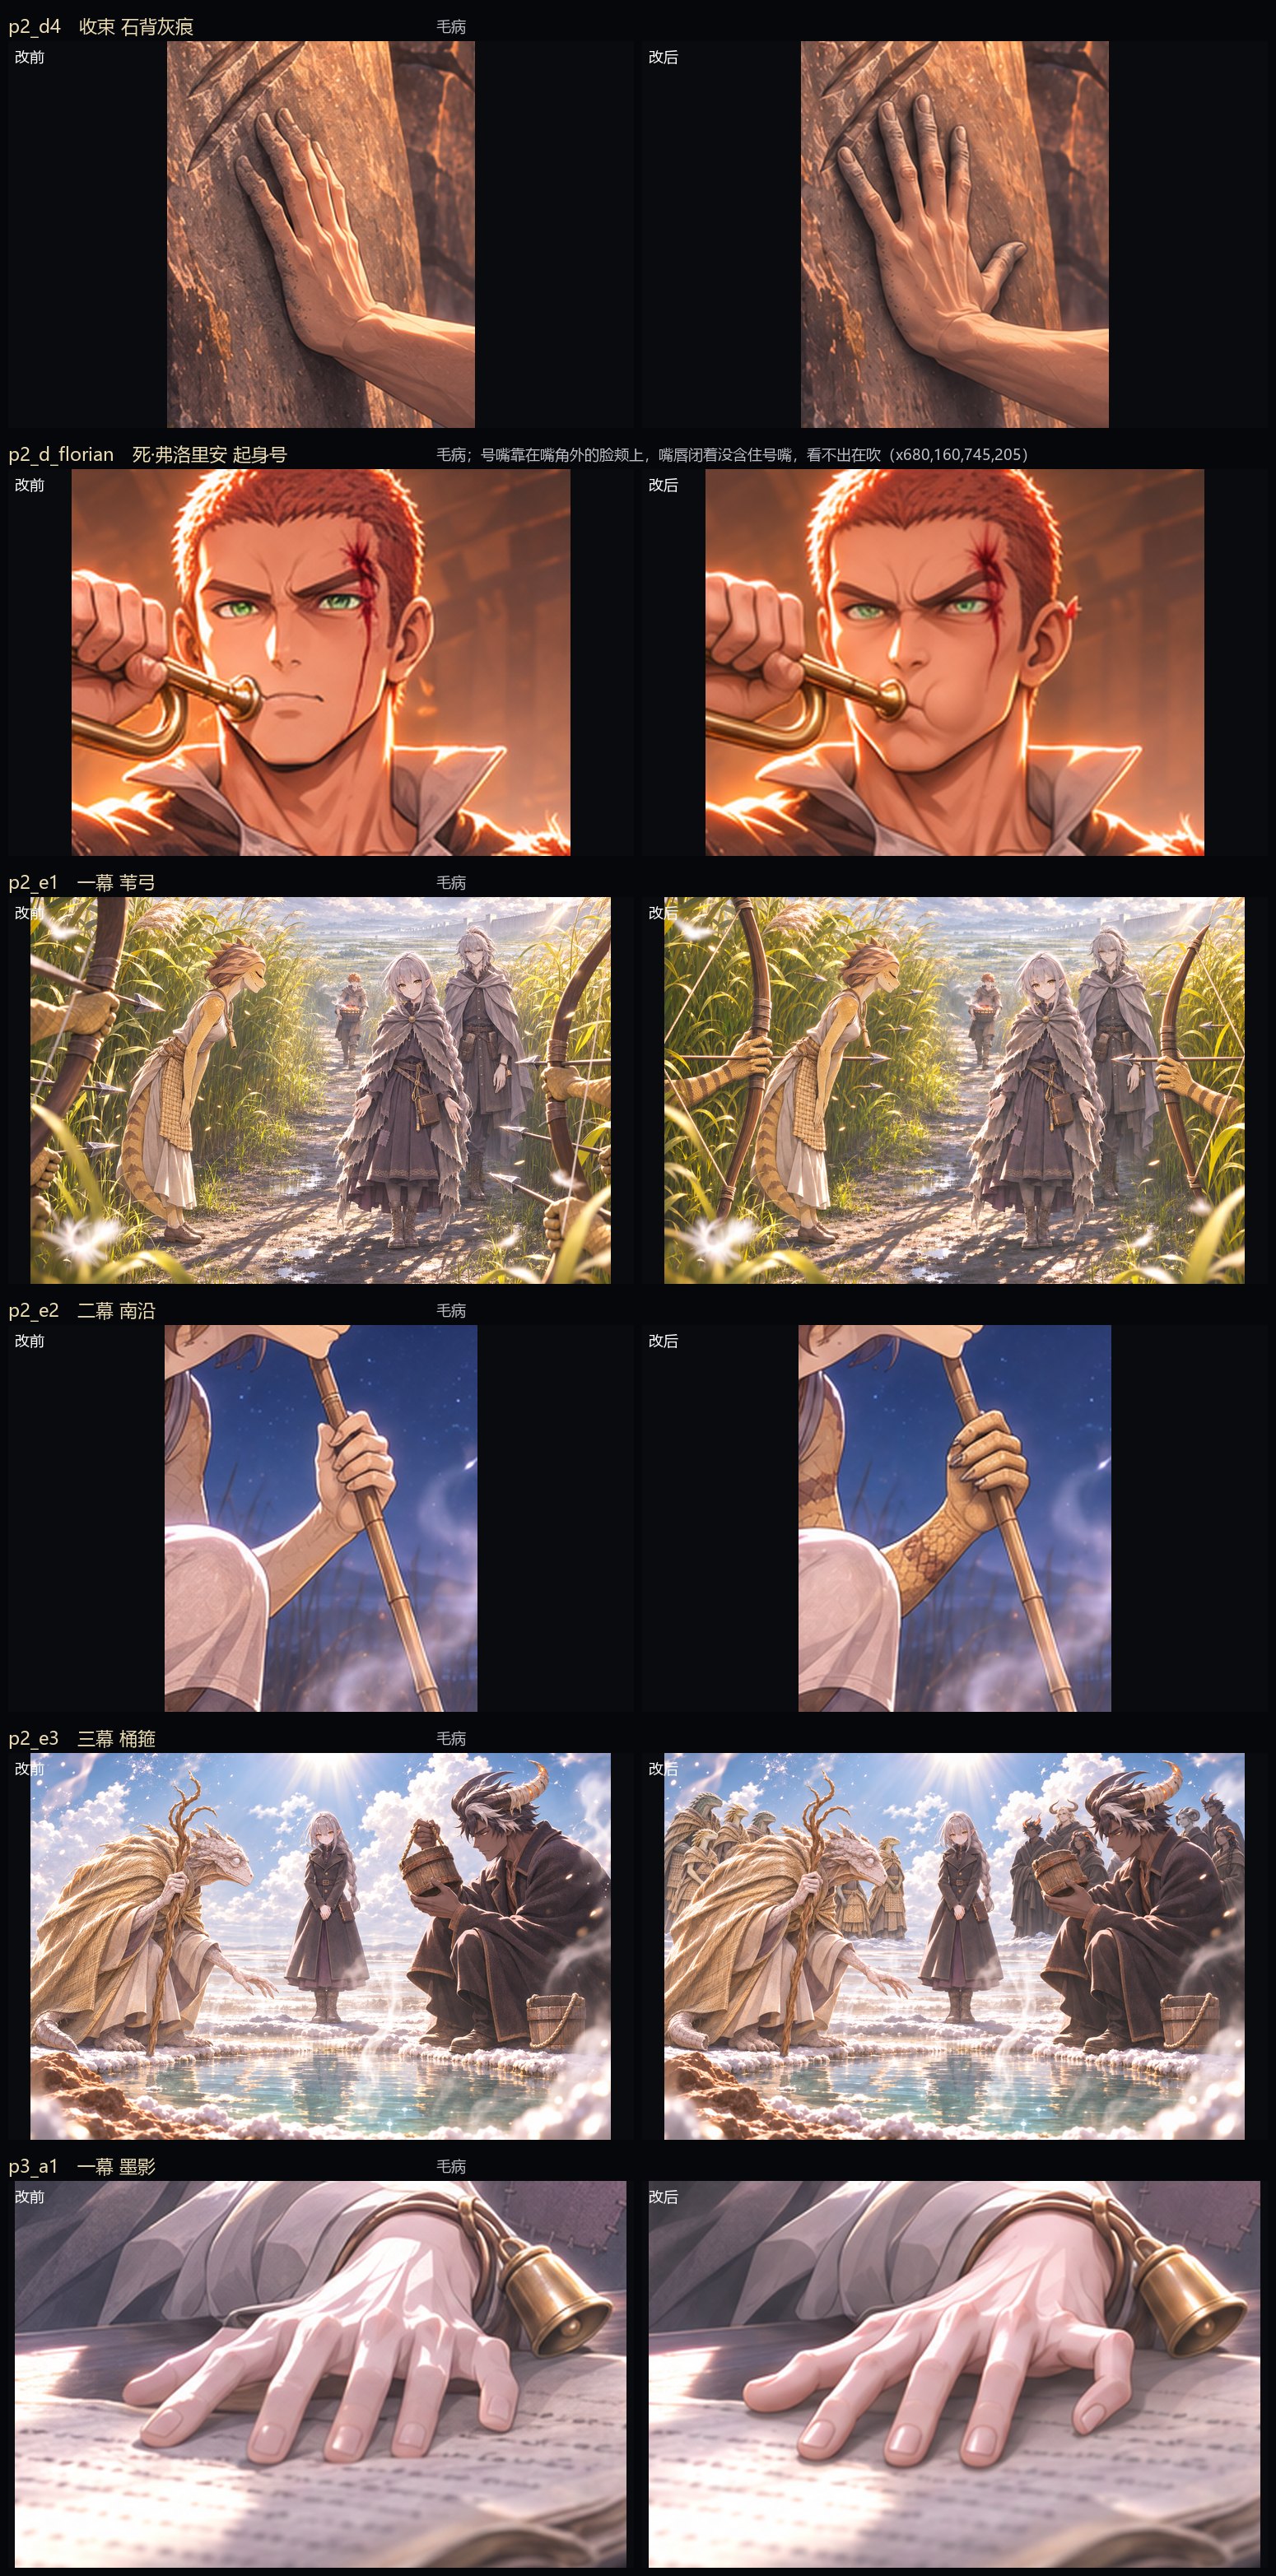 p2_d4 收束 石背灰痕 毛病
改前 改后
p2_d_florian 死·弗洛里安 起身号 毛病；号嘴靠在嘴角外的脸颊上，嘴唇闭着没含住号嘴，看不出在吹（x680,160,745,205）
改前 改后
p2_e1 一幕 苇弓 毛病
改前 改后
p2_e2 二幕 南沿 毛病
改前 改后
p2_e3 三幕 桶箍 毛病
改前 改后
p3_a1 一幕 墨影 毛病
改前 改后